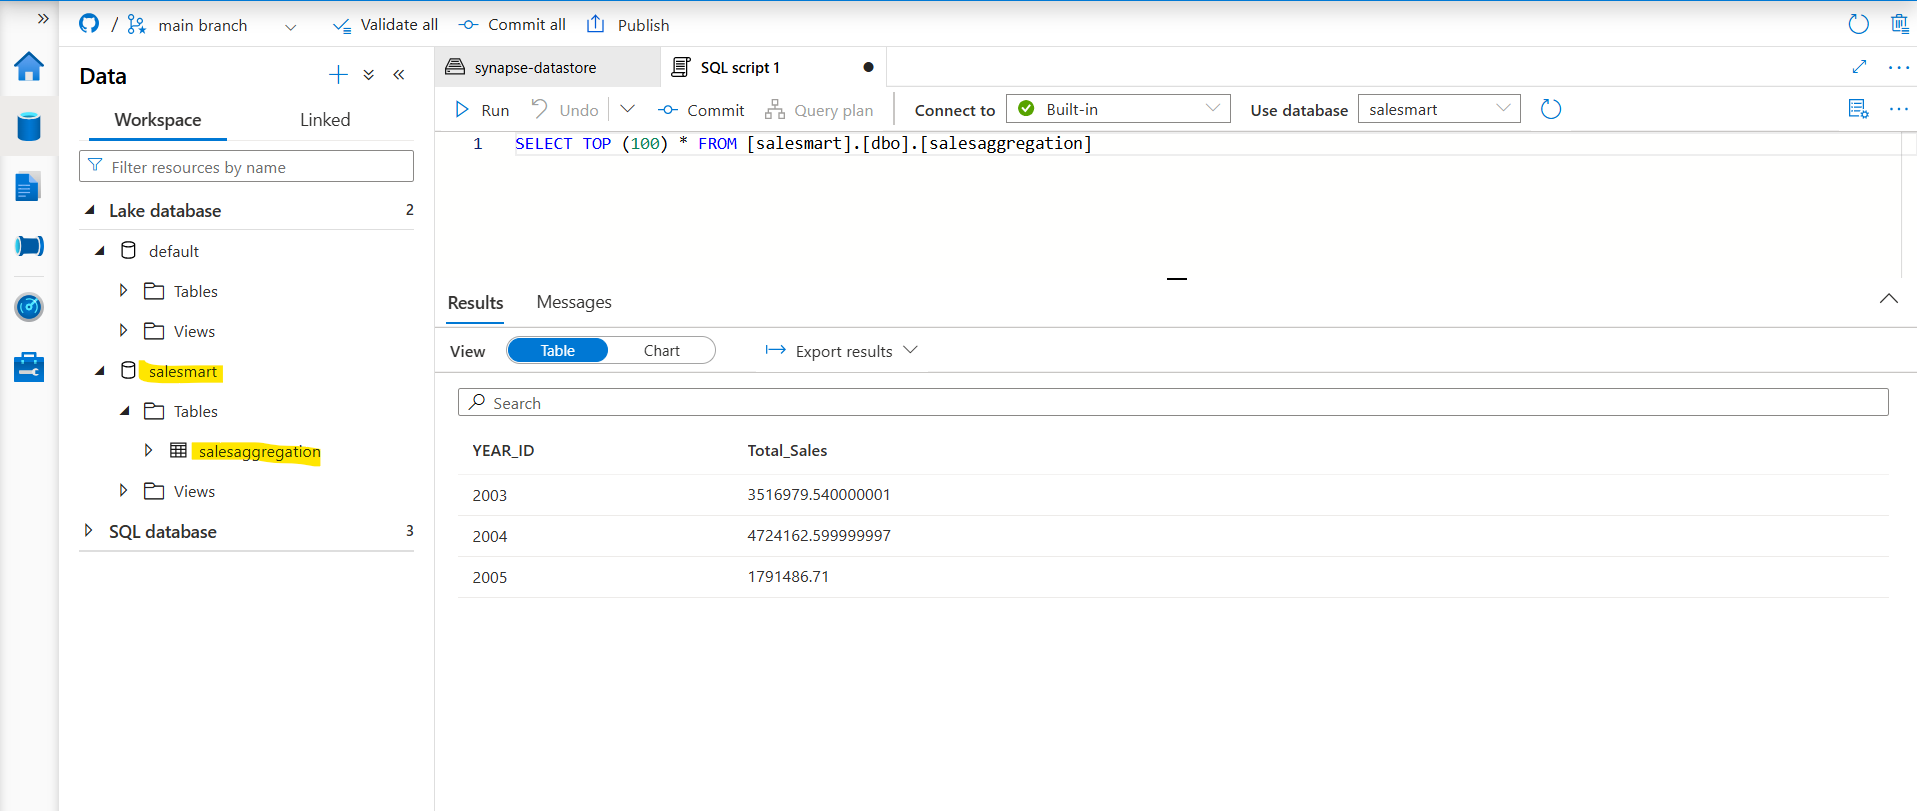 / main branch Validate all Commit all Publish
Data
Workspace Linked
Filter resources by name
Lake database 2
default
Tables
Views
salesmart
Tables
salesaggregation
Views
SQL database 3
synapse-datastore SQL script 1
Run Undo Commit Query plan Connect to Built-in Use database salesmart
1 SELECT TOP (100) * FROM [salesmart].[dbo].[salesaggregation]
Results Messages
View Table Chart Export results
Search
YEAR_ID Total_Sales
2003 3516979.540000001
2004 4724162.599999997
2005 1791486.71